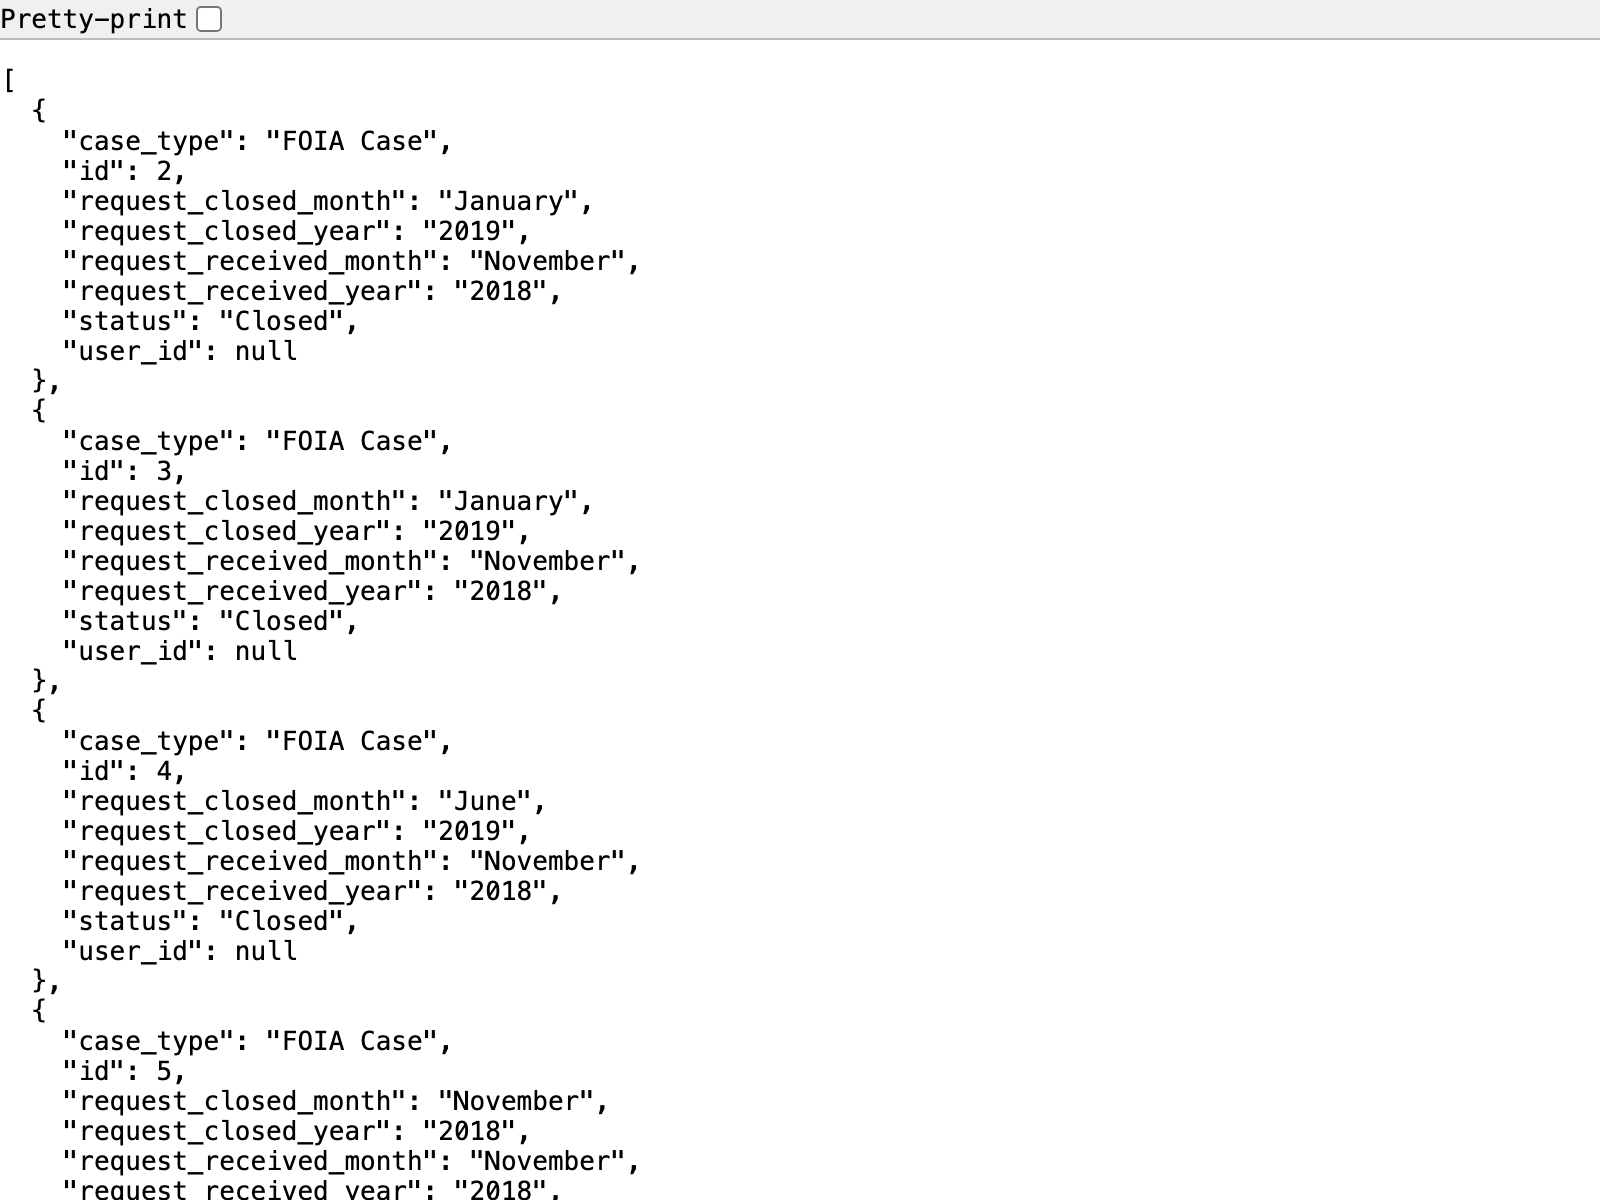 Pretty-print
[
  {
    "case_type": "FOIA Case",
    "id": 2,
    "request_closed_month": "January",
    "request_closed_year": "2019",
    "request_received_month": "November",
    "request_received_year": "2018",
    "status": "Closed",
    "user_id": null
  },
  {
    "case_type": "FOIA Case",
    "id": 3,
    "request_closed_month": "January",
    "request_closed_year": "2019",
    "request_received_month": "November",
    "request_received_year": "2018",
    "status": "Closed",
    "user_id": null
  },
  {
    "case_type": "FOIA Case",
    "id": 4,
    "request_closed_month": "June",
    "request_closed_year": "2019",
    "request_received_month": "November",
    "request_received_year": "2018",
    "status": "Closed",
    "user_id": null
  },
  {
    "case_type": "FOIA Case",
    "id": 5,
    "request_closed_month": "November",
    "request_closed_year": "2018",
    "request_received_month": "November",
    "request_received_year": "2018",